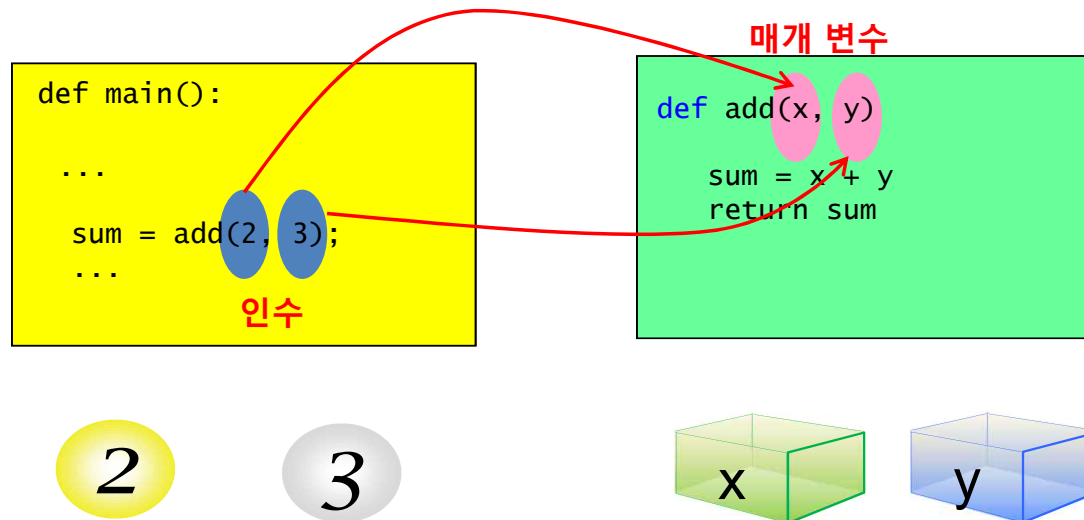 매개 변수
def main():
...
sum = add(2, 3);
...
인수
def add(x, y)
sum = x + y
return sum
2
3
x
y